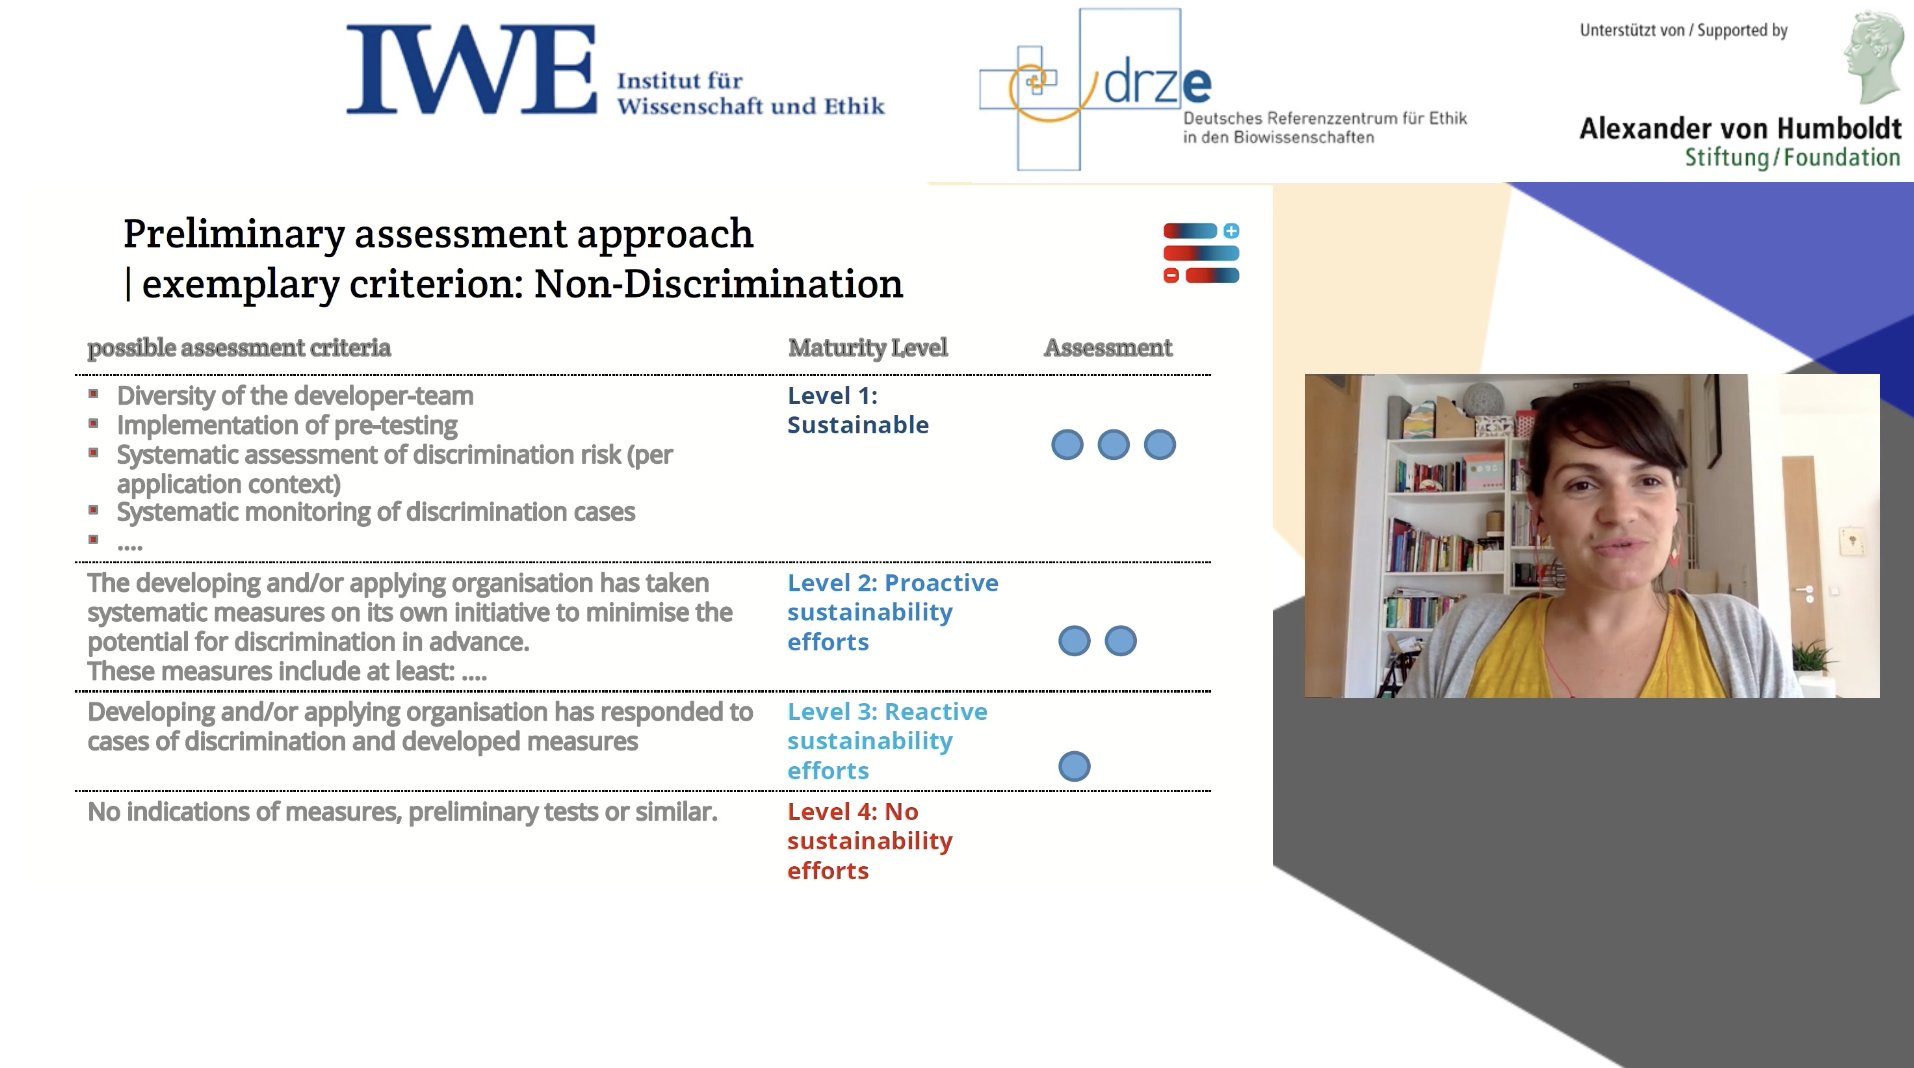 IWE
Institut für
Wissenschaft und Ethik
drze
Deutsches Referenzzentrum für Ethik
in den Biowissenschaften
Unterstützt von / Supported by
Alexander von Humboldt
Stiftung/Foundation
Preliminary assessment approach
| exemplary criterion: Non-Discrimination
possible assessment criteria
Maturity Level
Assessment
Diversity of the developer-team
Implementation of pre-testing
Systematic assessment of discrimination risk (per
application context)
Systematic monitoring of discrimination cases
....
Level 1:
Sustainable
The developing and/or applying organisation has taken
systematic measures on its own initiative to minimise the
potential for discrimination in advance.
These measures include at least: ....
Level 2: Proactive
sustainability
efforts
Developing and/or applying organisation has responded to
cases of discrimination and developed measures
Level 3: Reactive
sustainability
efforts
No indications of measures, preliminary tests or similar.
Level 4: No
sustainability
efforts